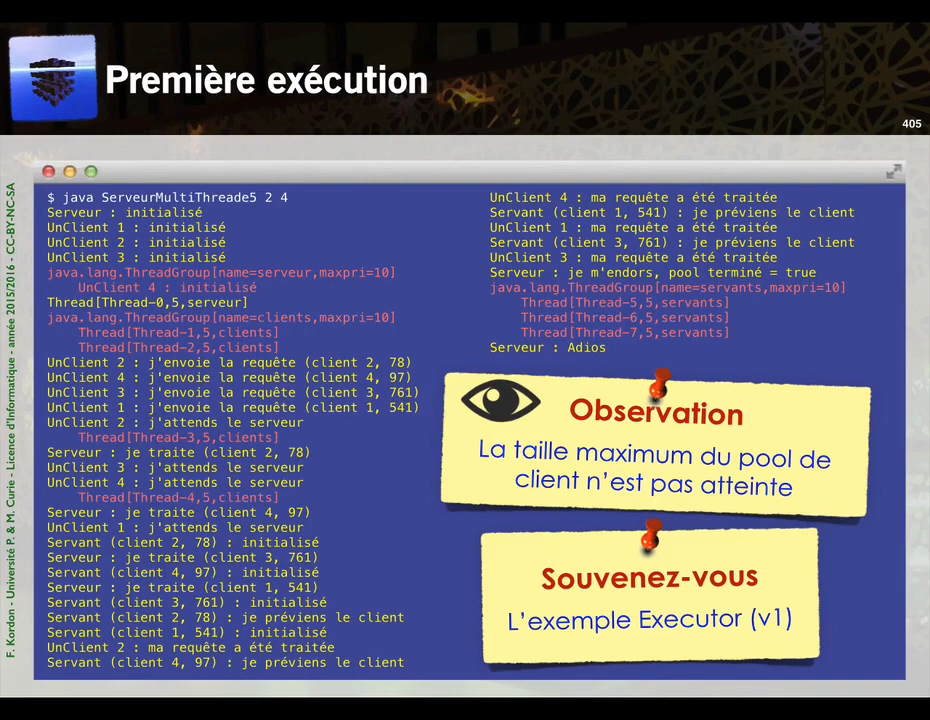 Première exécution
405
F. Kordon - Université P. & M. Curie - Licence d'Informatique - année 2015/2016 - CC-BY-NC-SA
$ java ServeurMultiThreade5 2 4
Serveur : initialisé
UnClient 1 : initialisé
UnClient 2 : initialisé
UnClient 3 : initialisé
java.lang.ThreadGroup[name=serveur,maxpri=10]
UnClient 4 : initialisé
Thread[Thread-0,5,serveur]
java.lang.ThreadGroup[name=clients,maxpri=10]
Thread[Thread-1,5,clients]
Thread[Thread-2,5,clients]
UnClient 2 : j'envoie la requête (client 2, 78)
UnClient 4 : j'envoie la requête (client 4, 97)
UnClient 3 : j'envoie la requête (client 3, 761)
UnClient 1 : j'envoie la requête (client 1, 541)
UnClient 2 : j'attends le serveur
Thread[Thread-3,5,clients]
Serveur : je traite (client 2, 78)
UnClient 3 : j'attends le serveur
UnClient 4 : j'attends le serveur
Thread[Thread-4,5,clients]
Serveur : je traite (client 4, 97)
UnClient 1 : j'attends le serveur
Servant (client 2, 78) : initialisé
Serveur : je traite (client 3, 761)
Servant (client 4, 97) : initialisé
Serveur : je traite (client 1, 541)
Servant (client 3, 761) : initialisé
Servant (client 2, 78) : je préviens le client
Servant (client 1, 541) : initialisé
UnClient 2 : ma requête a été traitée
Servant (client 4, 97) : je préviens le client
UnClient 4 : ma requête a été traitée
Servant (client 1, 541) : je préviens le client
UnClient 1 : ma requête a été traitée
Servant (client 3, 761) : je préviens le client
UnClient 3 : ma requête a été traitée
Serveur : je m'endors, pool terminé = true
java.lang.ThreadGroup[name=servants,maxpri=10]
Thread[Thread-5,5,servants]
Thread[Thread-6,5,servants]
Thread[Thread-7,5,servants]
Serveur : Adios
Observation
La taille maximum du pool de
client n'est pas atteinte
Souvenez-vous
L'exemple Executor (v1)